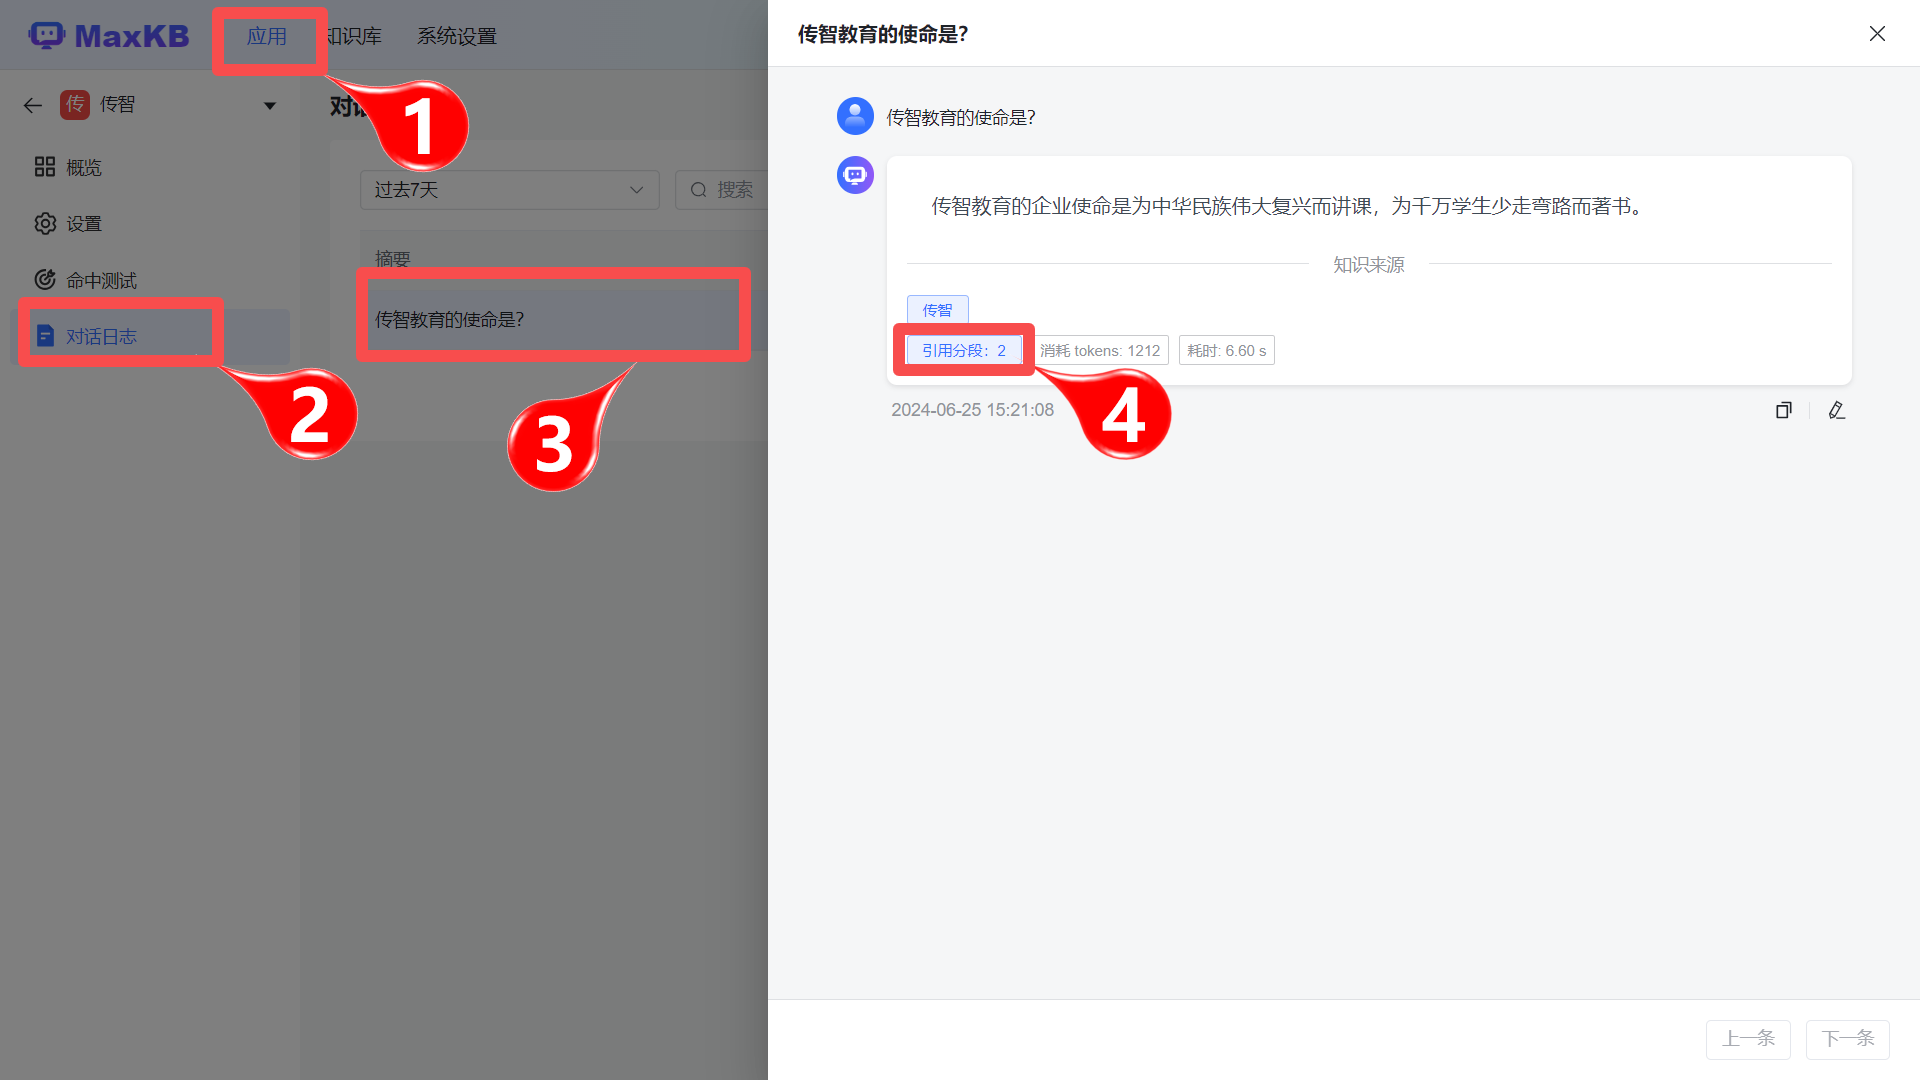 MaxKB
应用
知识库
系统设置
传
传智
概览
设置
命中测试
对话日志
1
2
3
4
过去7天
搜索
摘要
传智教育的使命是?
传智教育的使命是?
传智教育的使命是?
传智教育的企业使命是为中华民族伟大复兴而讲课，为千万学生少走弯路而著书。
知识来源
传智
引用分段：2
消耗 tokens: 1212
耗时: 6.60 s
2024-06-25 15:21:08
上一条
下一条